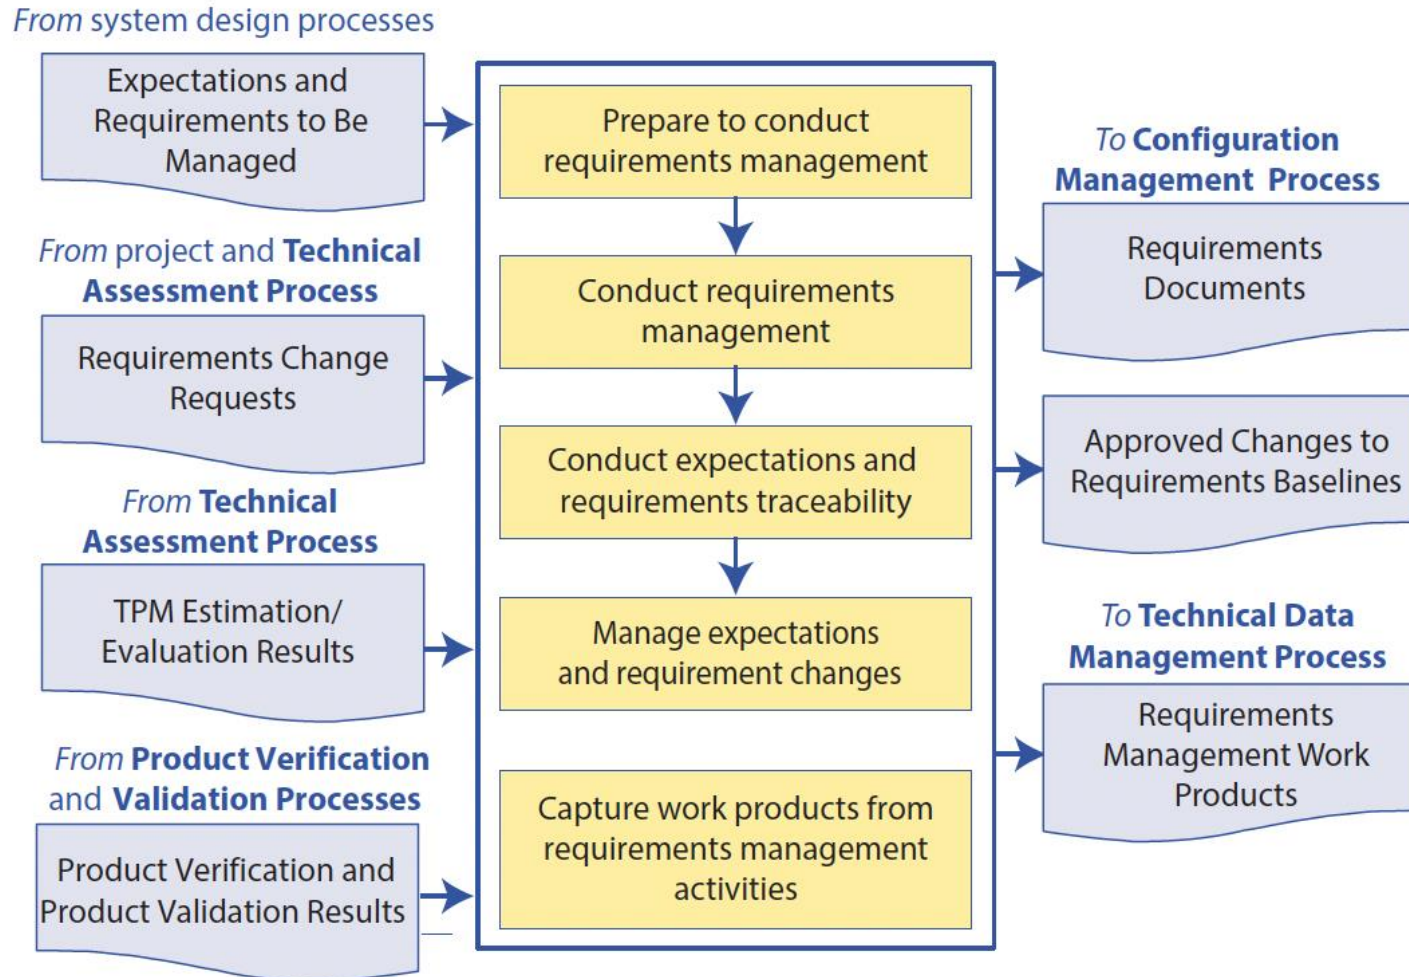 From system design processes
Expectations and
Requirements to Be
Managed
From project and Technical
Assessment Process
Requirements Change
Requests
From Technical
Assessment Process
TPM Estimation/
Evaluation Results
From Product Verification
and Validation Processes
Product Verification and
Product Validation Results
Prepare to conduct
requirements management
Conduct requirements
management
Conduct expectations and
requirements traceability
Manage expectations
and requirement changes
Capture work products from
requirements management
activities
To Configuration
Management Process
Requirements
Documents
Approved Changes to
Requirements Baselines
To Technical Data
Management Process
Requirements
Management Work
Products